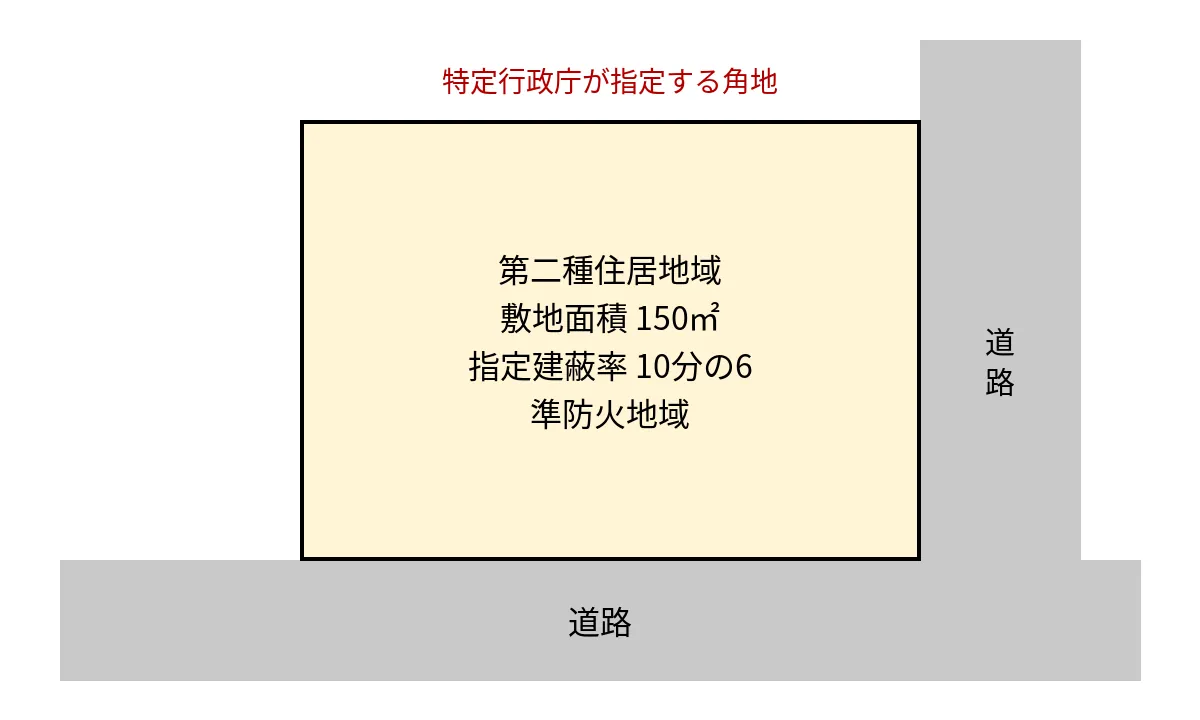 特定行政庁が指定する角地
第二種住居地域
敷地面積 150㎡
指定建蔽率 10分の6
準防火地域
道路
道路